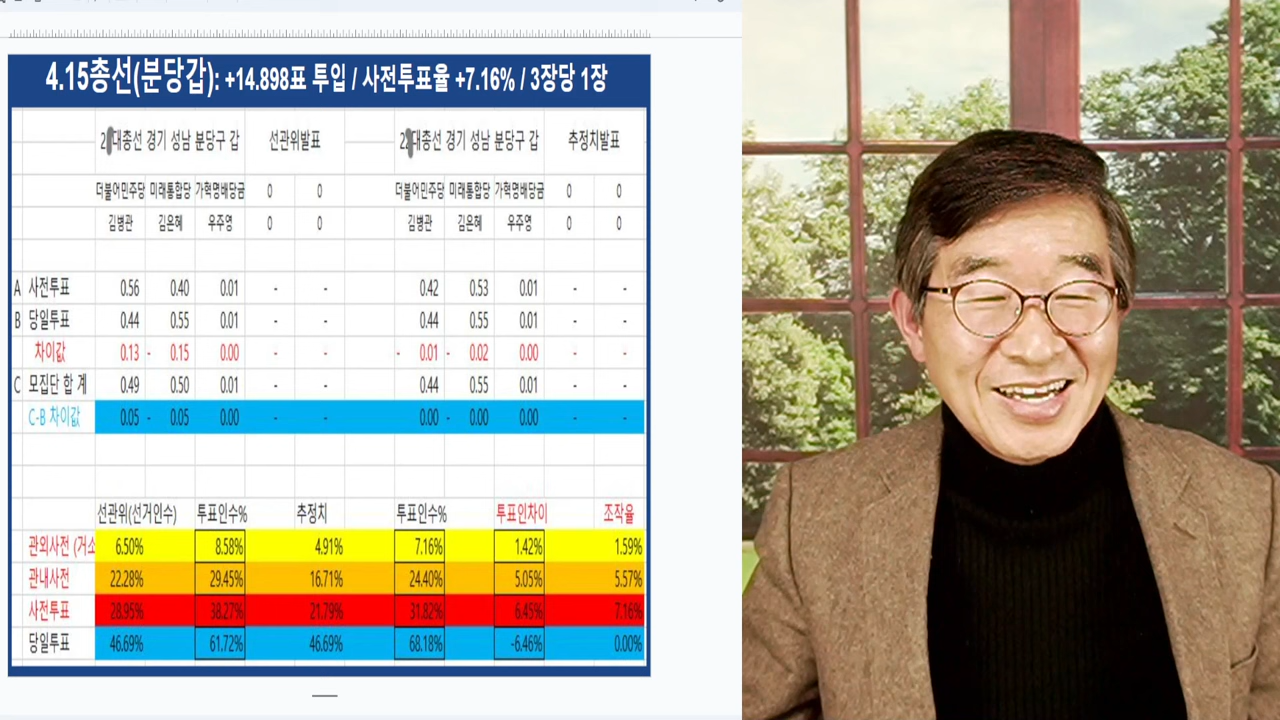 4.15총선(분당갑): +14.898표 투입 / 사전투표율 +7.16% / 3장당 1장
대총선 경기 성남 분당구 갑 선관위발표 대총선 경기 성남 분당구 갑 추정치발표
더불어민주당 미래통합당 가혁명배당금 0 0 더불어민주당 미래통합당 가혁명배당금 0 0
김병관 김은혜 우주영 0 0 김병관 김은혜 우주영 0 0
A 사전투표 0.56 0.40 0.01 - - 0.42 0.53 0.01 - -
B 당일투표 0.44 0.55 0.01 - - 0.44 0.55 0.01 - -
차이값 0.13 - 0.15 0.00 - - - 0.01 - 0.02 0.00 - -
C 모집단 합 계 0.49 0.50 0.01 - - 0.44 0.55 0.01 - -
C-B 차이값 0.05 - 0.05 0.00 - - 0.00 - 0.00 0.00 - -
선관위(선거인수) 투표인수% 추정치 투표인수% 투표인차이 조작율
관외사전 (거소 6.50% 8.58% 4.91% 7.16% 1.42% 1.59%
관내사전 22.28% 29.45% 16.71% 24.40% 5.05% 5.57%
사전투표 28.95% 38.27% 21.79% 31.82% 6.45% 7.16%
당일투표 46.69% 61.72% 46.69% 68.18% -6.46% 0.00%